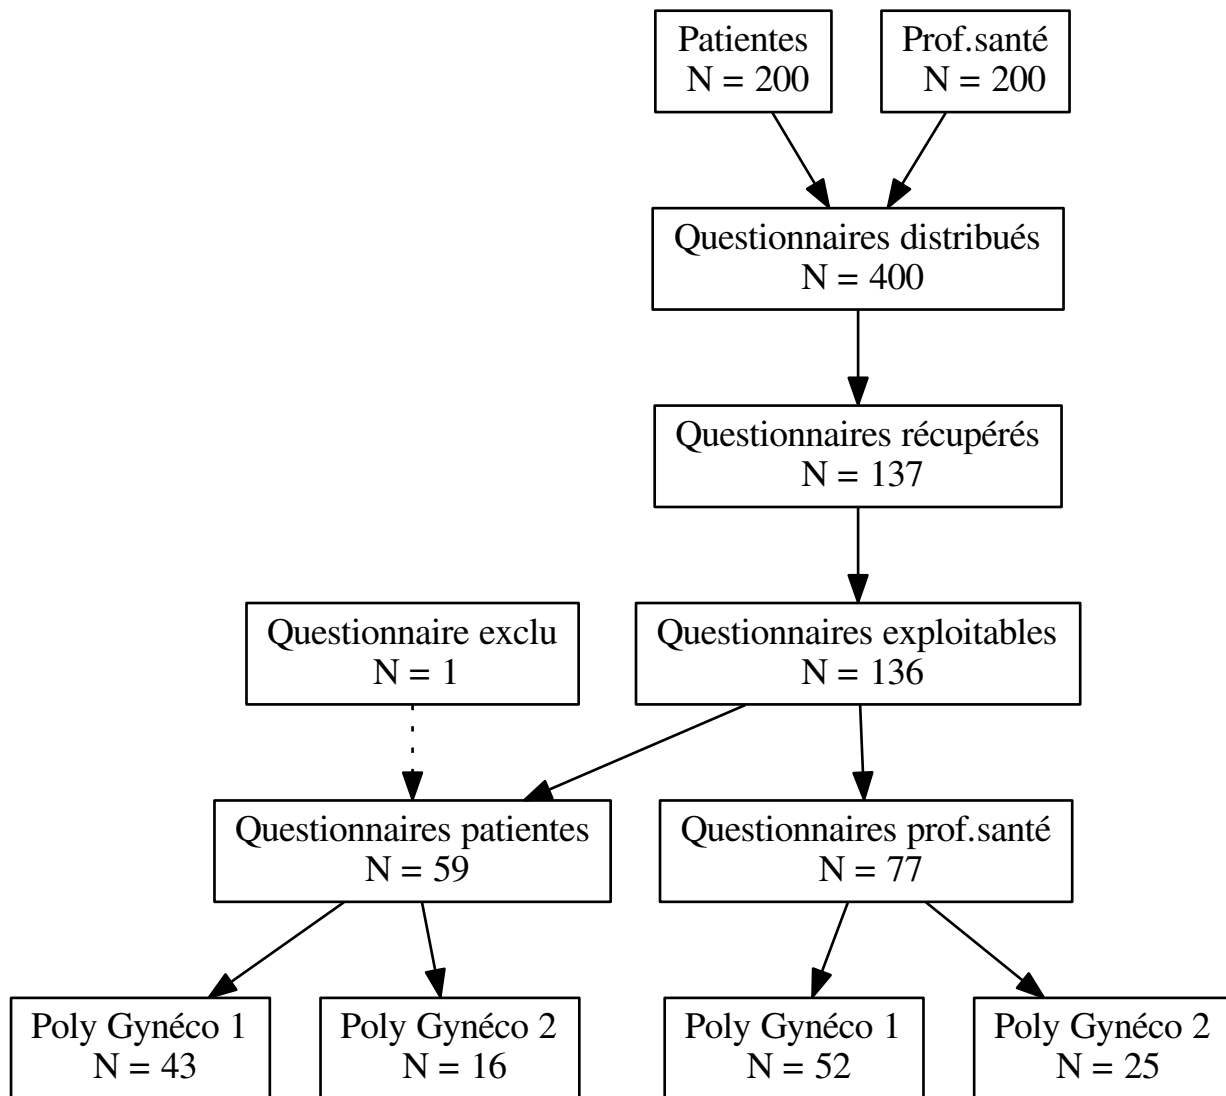 Patientes
N = 200
Prof.santé
N = 200
Questionnaires distribués
N = 400
Questionnaires récupérés
N = 137
Questionnaire exclu
N = 1
Questionnaires exploitables
N = 136
Questionnaires patientes
N = 59
Questionnaires prof.santé
N = 77
Poly Gynéco 1
N = 43
Poly Gynéco 2
N = 16
Poly Gynéco 1
N = 52
Poly Gynéco 2
N = 25